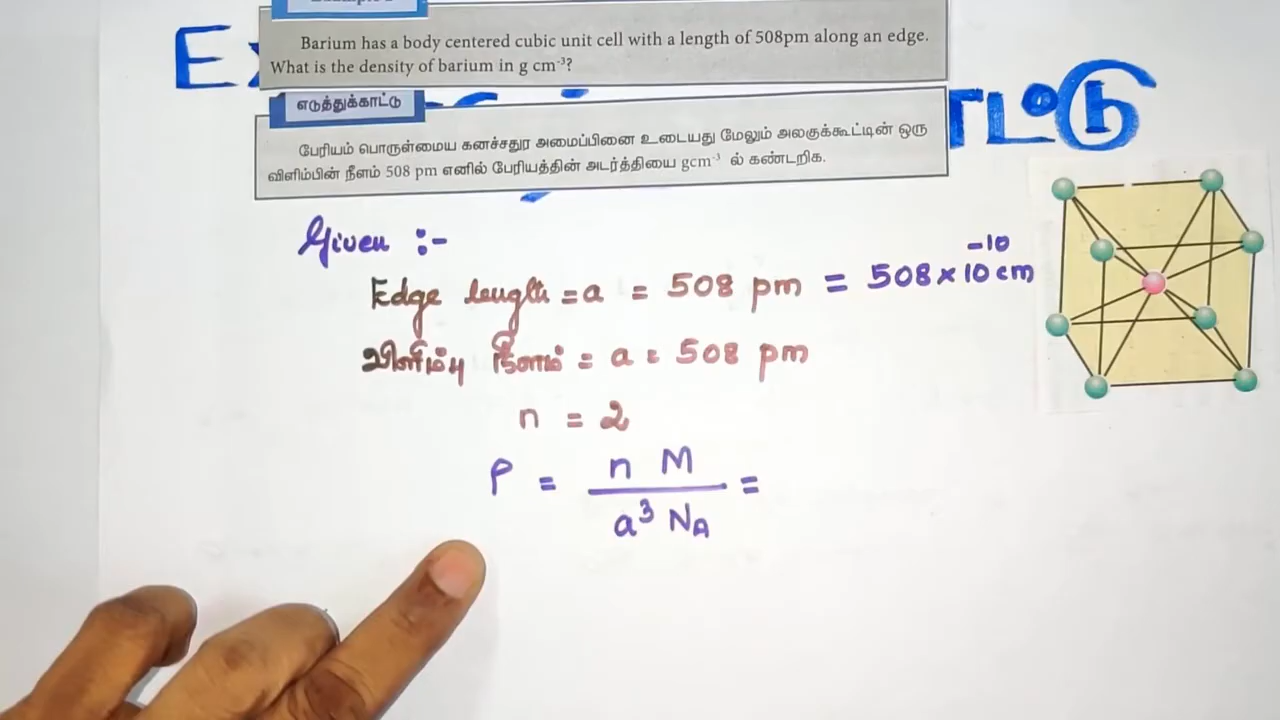 Barium has a body centered cubic unit cell with a length of 508pm along an edge.
What is the density of barium in g cm⁻³?
எடுத்துக்காட்டு
பேரியம் பொருள்மைய கனச்சதுர அமைப்பினை உடையது மேலும் அலகுக்கூட்டின் ஒரு
விளிம்பின் நீளம் 508 pm எனில் பேரியத்தின் அடர்த்தியை gcm⁻³ ல் கண்டறிக.
Given :-
Edge length = a = 508 pm = 508 × 10⁻¹⁰ cm
விளிம்பு நீளம் = a = 508 pm
n = 2
ρ = n M / a³ N_A =